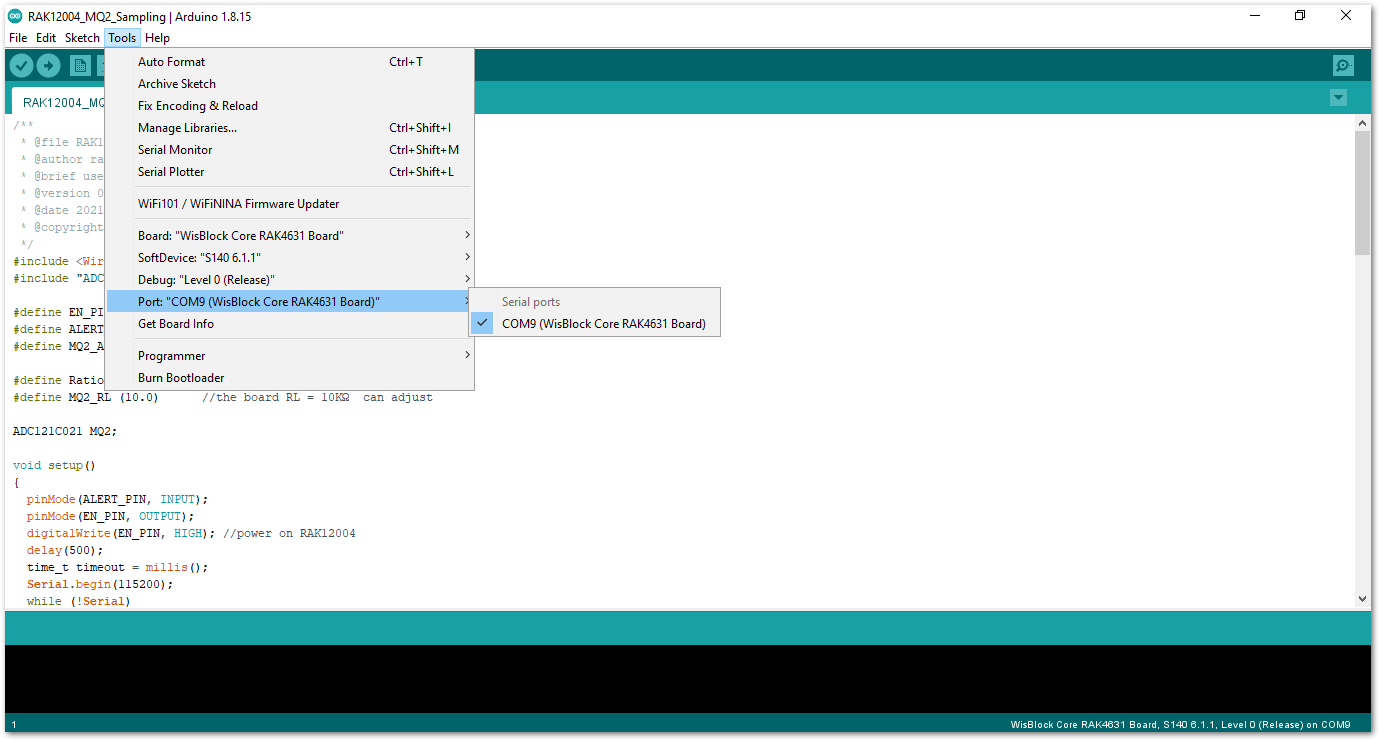 RAK12004_MQ2_Sampling | Arduino 1.8.15
File Edit Sketch Tools Help
Auto Format Ctrl+T
Archive Sketch
Fix Encoding & Reload
Manage Libraries... Ctrl+Shift+I
Serial Monitor Ctrl+Shift+M
Serial Plotter Ctrl+Shift+L
WiFi101 / WiFiNINA Firmware Updater
Board: "WisBlock Core RAK4631 Board"
SoftDevice: "S140 6.1.1"
Debug: "Level 0 (Release)"
Port: "COM9 (WisBlock Core RAK4631 Board)"
Get Board Info
Programmer
Burn Bootloader
Serial ports
COM9 (WisBlock Core RAK4631 Board)
RAK12004_MQ
/**
* @file RAK1
* @author ra
* @brief use
* @version 0
* @date 2021
* @copyright
*/
#include <Wir
#include "ADC
#define EN_PI
#define ALERT
#define MQ2_A
#define Ratio
#define MQ2_RL (10.0) //the board RL = 10KΩ can adjust
ADC121C021 MQ2;
void setup()
{
pinMode(ALERT_PIN, INPUT);
pinMode(EN_PIN, OUTPUT);
digitalWrite(EN_PIN, HIGH); //power on RAK12004
delay(500);
time_t timeout = millis();
Serial.begin(115200);
while (!Serial)
1
WisBlock Core RAK4631 Board, S140 6.1.1, Level 0 (Release) on COM9